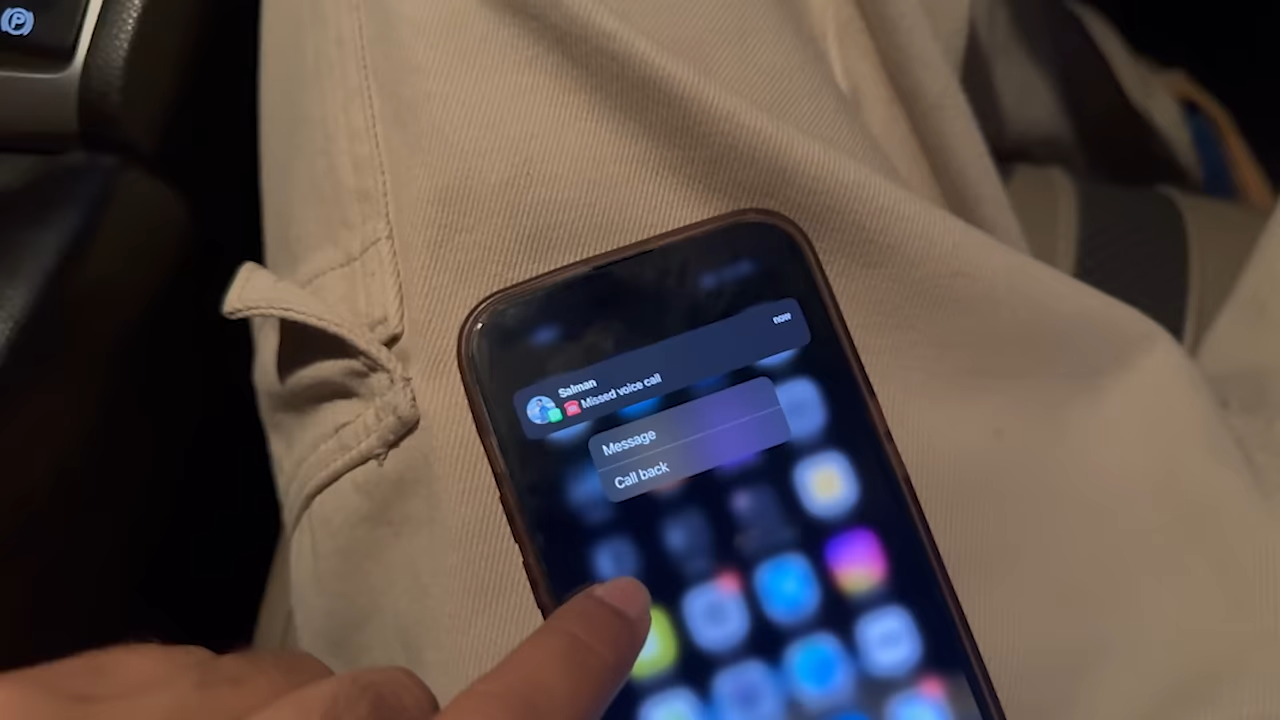 P
now
Salman
☎️ Missed voice call
Message
Call back